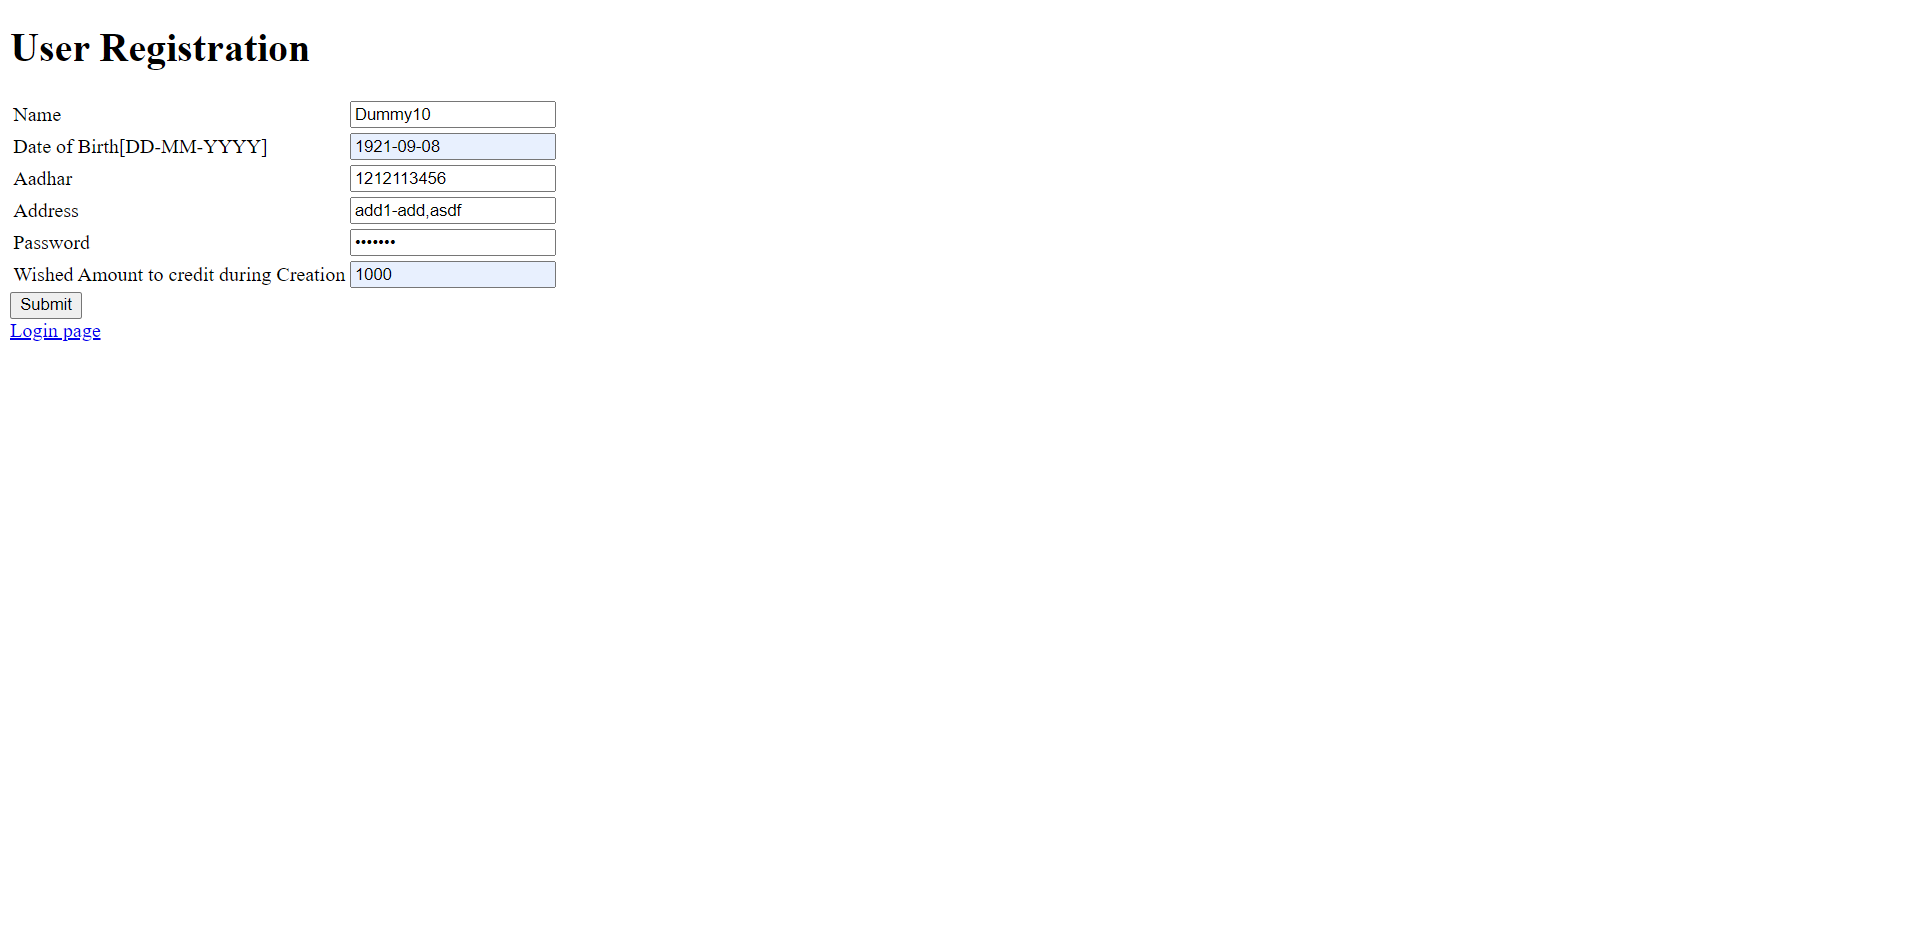 User Registration
Name Dummy10
Date of Birth[DD-MM-YYYY] 1921-09-08
Aadhar 1212113456
Address add1-add,asdf
Password •••••••
Wished Amount to credit during Creation 1000
Submit
Login page